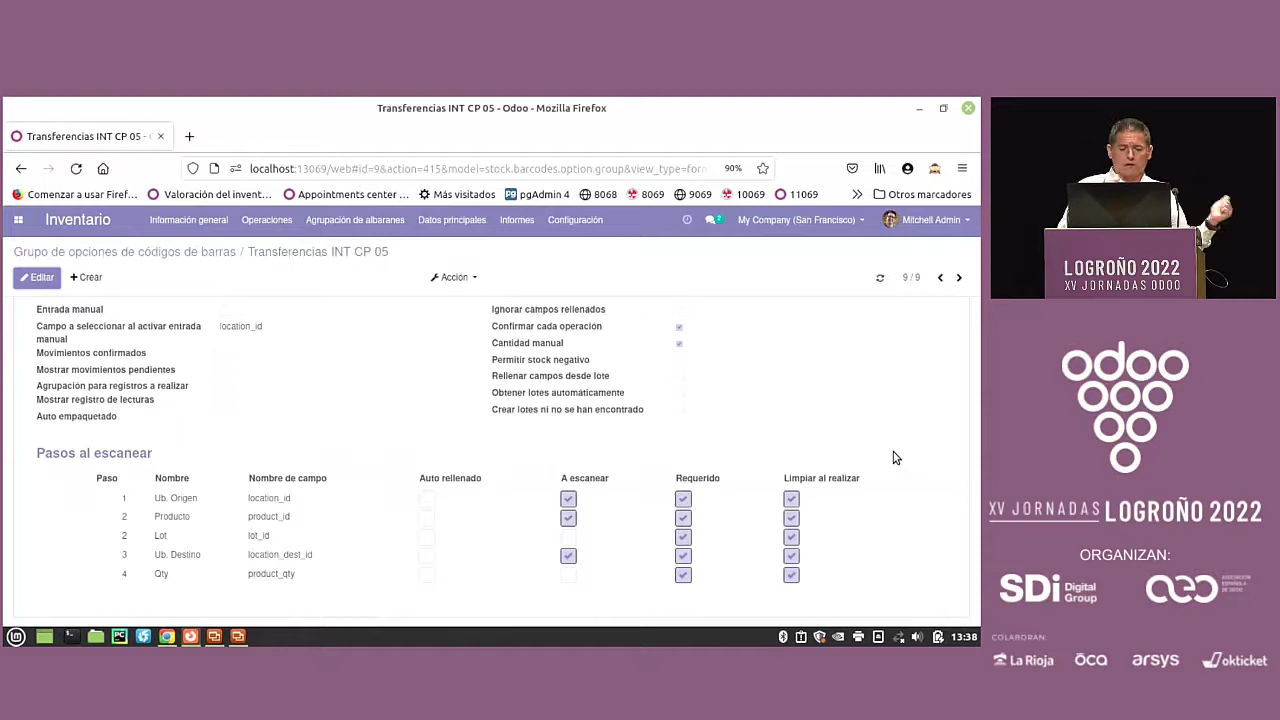 Transferencias INT CP 05 - Odoo - Mozilla Firefox
Transferencias INT CP 05 -
localhost:13069/web#id=9&action=415&model=stock.barcodes.option.group&view_type=form
90%
Comenzar a usar Firef...
Valoración del invent...
Appointments center ...
Más visitados
pgAdmin 4
8068
8069
9069
10069
11069
Otros marcadores
Inventario
Información general
Operaciones
Agrupación de albaranes
Datos principales
Informes
Configuración
2
My Company (San Francisco)
Mitchell Admin
Grupo de opciones de códigos de barras / Transferencias INT CP 05
Editar
Crear
Acción
9 / 9
Entrada manual
Campo a seleccionar al activar entrada manual
location_id
Movimientos confirmados
Mostrar movimientos pendientes
Agrupación para registros a realizar
Mostrar registro de lecturas
Auto empaquetado
Ignorar campos rellenados
Confirmar cada operación
Cantidad manual
Permitir stock negativo
Rellenar campos desde lote
Obtener lotes automáticamente
Crear lotes ni no se han encontrado
Pasos al escanear
Paso Nombre Nombre de campo Auto rellenado A escanear Requerido Limpiar al realizar
1 Ub. Origen location_id
2 Producto product_id
2 Lot lot_id
3 Ub. Destino location_dest_id
4 Qty product_qty
13:38
LOGROÑO 2022
XV JORNADAS ODOO
odoo
XV JORNADAS LOGROÑO 2022
ORGANIZAN:
SDi Digital Group
aeo
ASOCIACIÓN ESPAÑOLA DE ODOO
COLABORAN:
La Rioja
öca
arsys
okticket